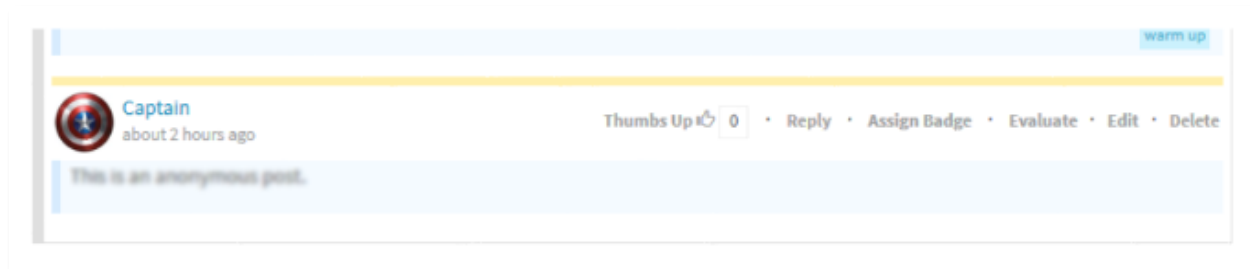 warm up
Captain
Thumbs Up 0 · Reply · Assign Badge · Evaluate · Edit · Delete
about 2 hours ago
This is an anonymous post.